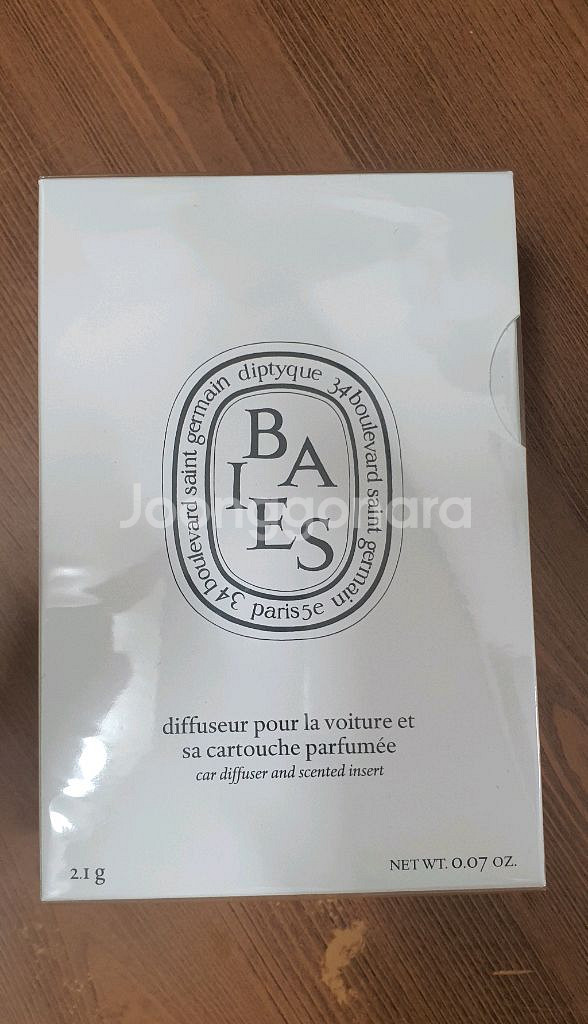 diptyque 34 boulevard saint germain paris 5e 34 boulevard saint germain
BAIES
Joongaonara
diffuseur pour la voiture et
sa cartouche parfumée
car diffuser and scented insert
2.1 g
NET WT. 0.07 OZ.